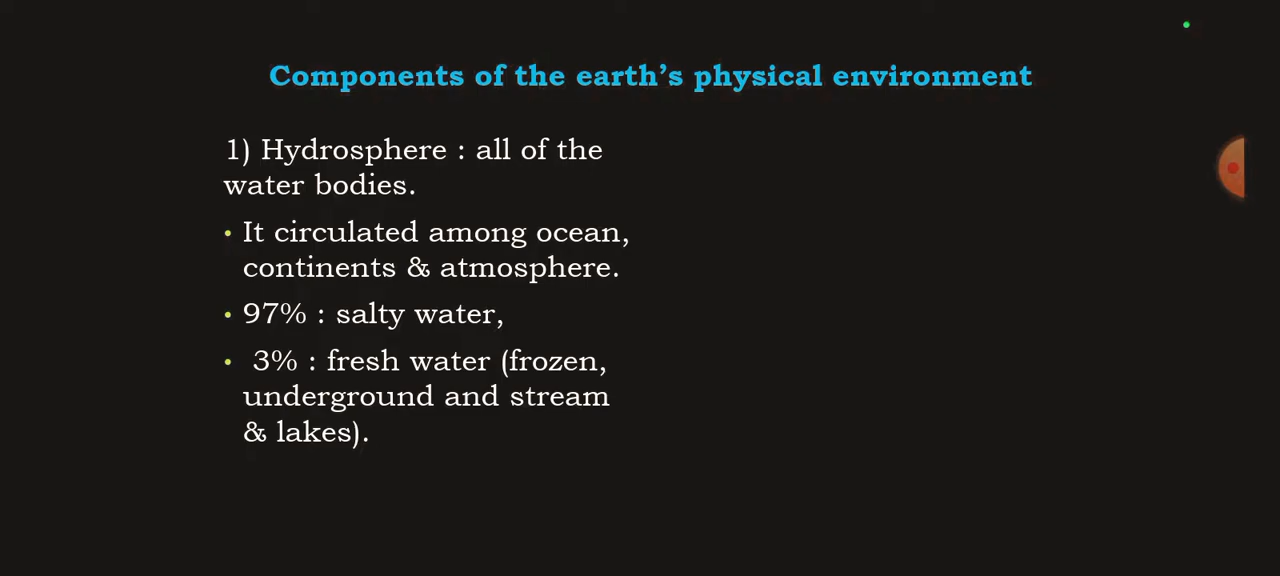 Components of the earth's physical environment
1) Hydrosphere : all of the
water bodies.
• It circulated among ocean,
continents & atmosphere.
• 97% : salty water,
• 3% : fresh water (frozen,
underground and stream
& lakes).